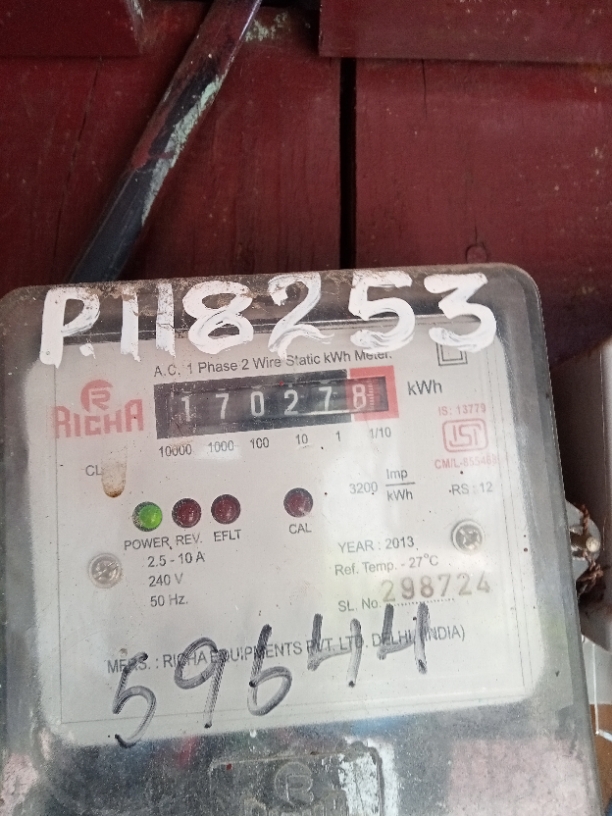 P.118253
A.C. 1 Phase 2 Wire Static kWh Meter.
R
RICHA
170278 kWh
10000 1000 100 10 1 1/10
IS: 13779
ISI
CM/L-
3200 Imp/kWh
RS: 12
POWER REV. EFLT CAL
2.5 - 10 A
240 V
50 Hz.
YEAR : 2013
Ref. Temp. - 27°C
SL. No. 298724
MFRS. : RICHA EQUIPMENTS PVT. LTD. DELHI, (INDIA)
59644